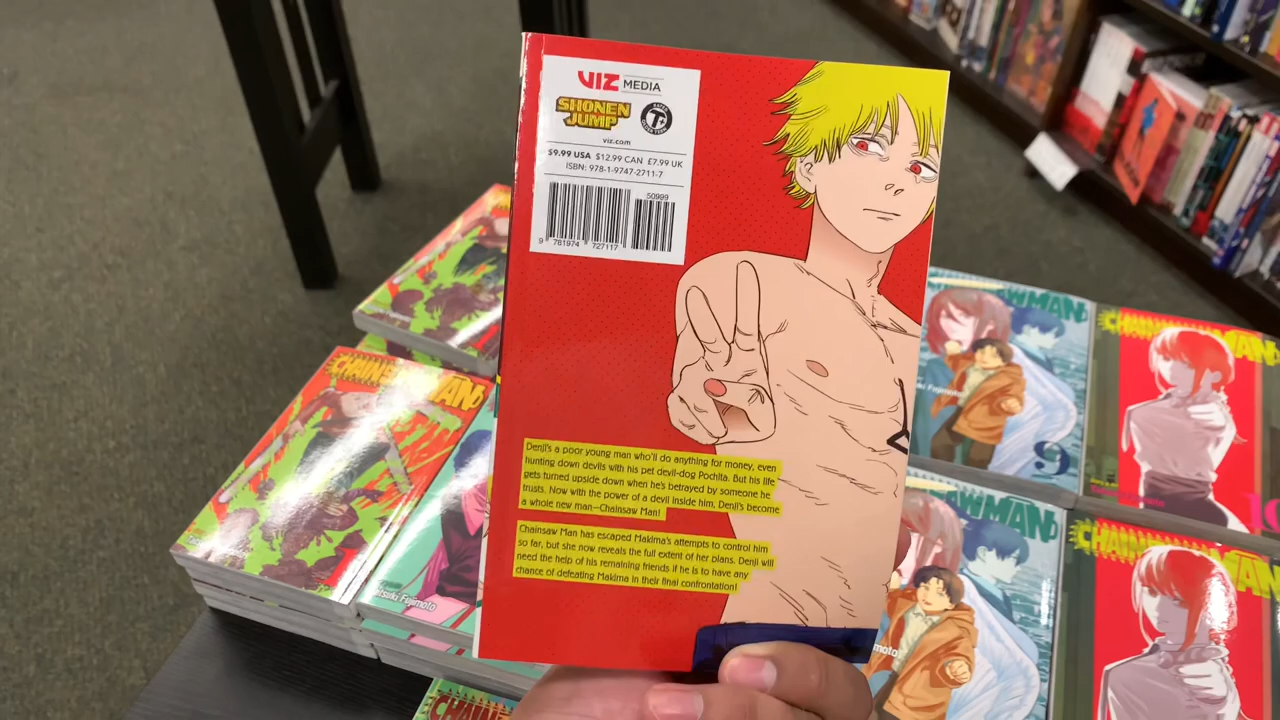 VIZ MEDIA
SHONEN
JUMP
RATED T+ OLDER TEEN
viz.com
$9.99 USA $12.99 CAN £7.99 UK
ISBN: 978-1-9747-2711-7
50999
9 781974 727117
Denji's a poor young man who'll do anything for money, even
hunting down devils with his pet devil-dog Pochita. But his life
gets turned upside down when he's betrayed by someone he
trusts. Now with the power of a devil inside him, Denji's become
a whole new man—Chainsaw Man!
Chainsaw Man has escaped Makima's attempts to control him
so far, but she now reveals the full extent of her plans. Denji will
need the help of his remaining friends if he is to have any
chance of defeating Makima in their final confrontation!
CHAINSAW MAN
Fujimoto
9
CHAINSAW MAN
10
CHAINSAW MAN